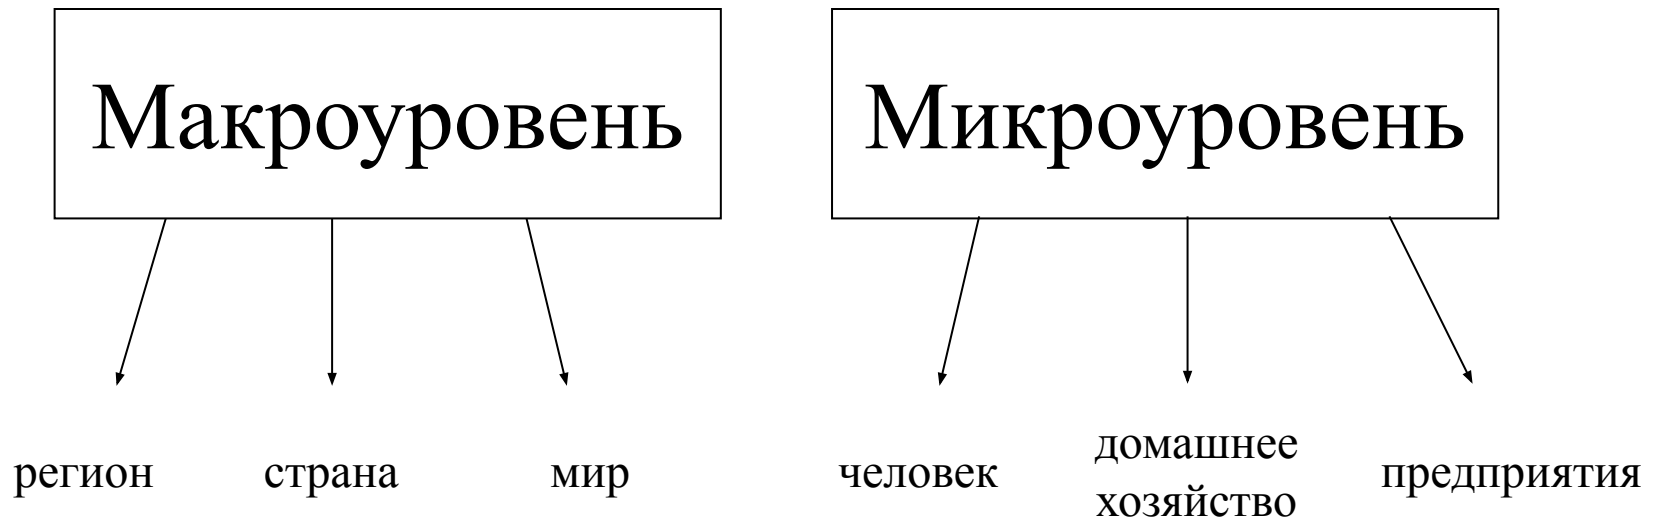 Макроуровень
Микроуровень
регион
страна
мир
человек
домашнее
хозяйство
предприятия